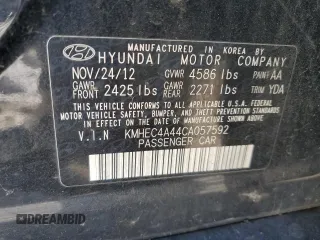 MANUFACTURED IN KOREA BY
HYUNDAI MOTOR COMPANY
NOV/24/12 GVWR 4586 lbs PAINT AA
GAWR FRONT 2425 lbs GAWR REAR 2271 lbs TRIM YDA
THIS VEHICLE CONFORMS TO ALL APPLICABLE
FEDERAL MOTOR VEHICLE SAFETY BUMPER, AND THEFT
PREVENTION STANDARDS IN EFFECT ON THE DATE OF
MANUFACTURE SHOWN ABOVE.
V.I.N KMHEC4A44CA057592
PASSENGER CAR
© AUTOBIDMASTER